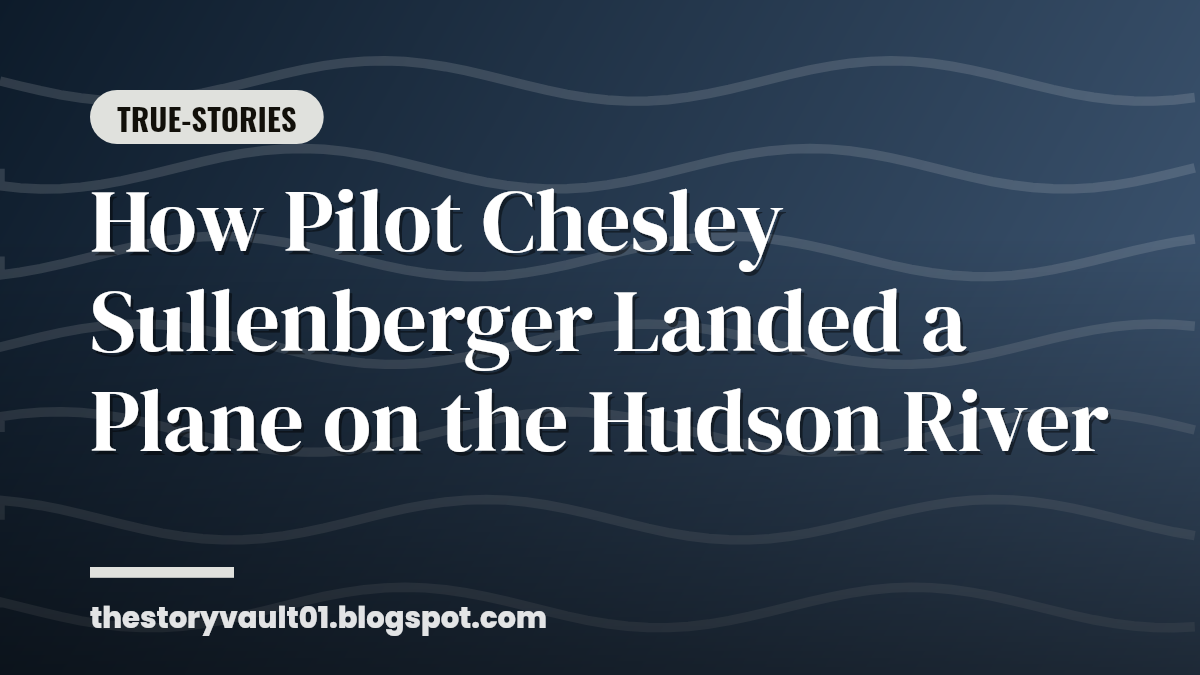 TRUE-STORIES
How Pilot Chesley
Sullenberger Landed a
Plane on the Hudson River
thestoryvault01.blogspot.com